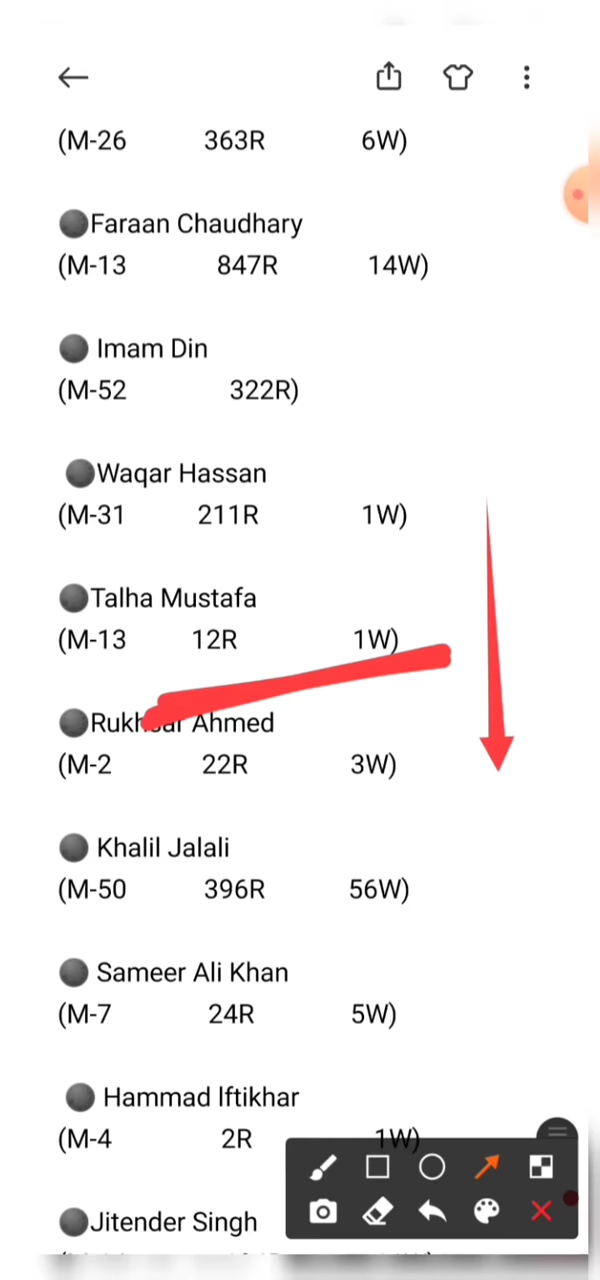 (M-26 363R 6W)
Faraan Chaudhary
(M-13 847R 14W)
Imam Din
(M-52 322R)
Waqar Hassan
(M-31 211R 1W)
Talha Mustafa
(M-13 12R 1W)
Ahmed
(M-2 22R 3W)
Khalil Jalali
(M-50 396R 56W)
Sameer Ali Khan
(M-7 24R 5W)
Hammad Iftikhar
(M-4 2R 1W)
Jitender Singh